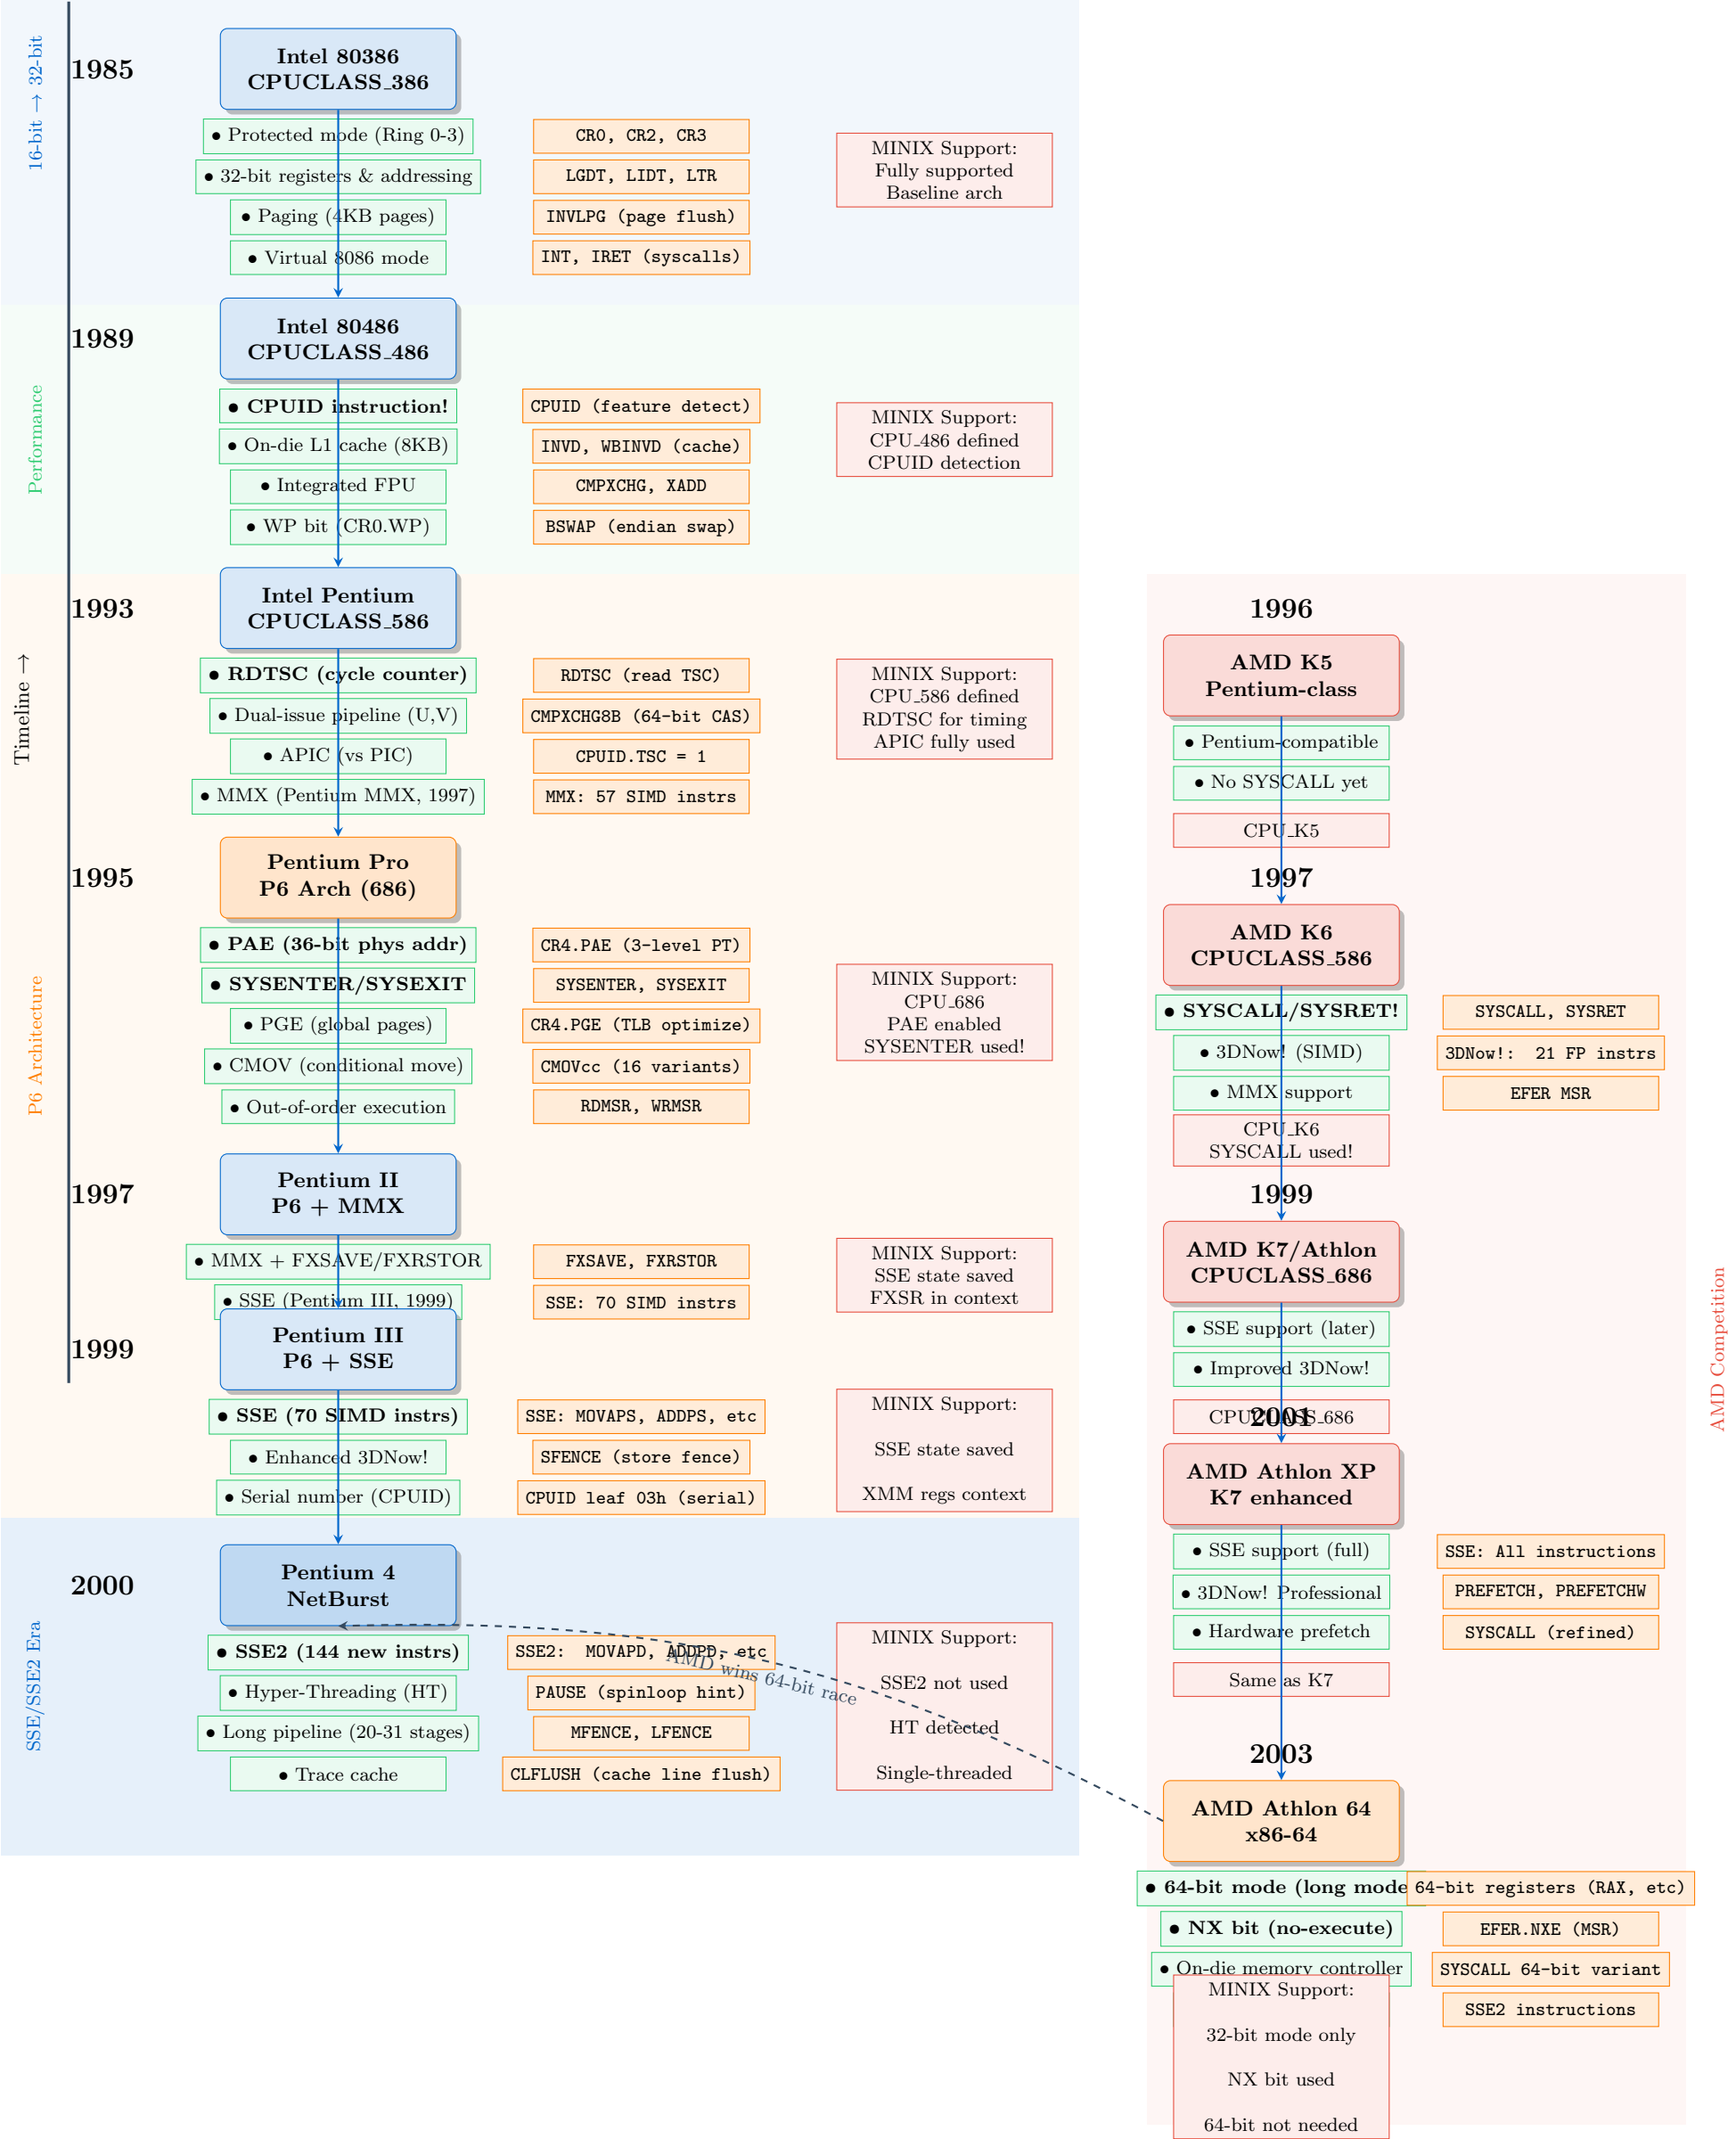 16-bit → 32-bit
1985
Intel 80386
CPUCLASS_386
• Protected mode (Ring 0-3)
• 32-bit registers & addressing
• Paging (4KB pages)
• Virtual 8086 mode
CR0, CR2, CR3
LGDT, LIDT, LTR
INVLPG (page flush)
INT, IRET (syscalls)
MINIX Support:
Fully supported
Baseline arch
Performance
1989
Intel 80486
CPUCLASS_486
• CPUID instruction!
• On-die L1 cache (8KB)
• Integrated FPU
• WP bit (CR0.WP)
CPUID (feature detect)
INVD, WBINVD (cache)
CMPXCHG, XADD
BSWAP (endian swap)
MINIX Support:
CPU_486 defined
CPUID detection
Timeline →
1993
Intel Pentium
CPUCLASS_586
• RDTSC (cycle counter)
• Dual-issue pipeline (U,V)
• APIC (vs PIC)
• MMX (Pentium MMX, 1997)
RDTSC (read TSC)
CMPXCHG8B (64-bit CAS)
CPUID.TSC = 1
MMX: 57 SIMD instrs
MINIX Support:
CPU_586 defined
RDTSC for timing
APIC fully used
P6 Architecture
1995
Pentium Pro
P6 Arch (686)
• PAE (36-bit phys addr)
• SYSENTER/SYSEXIT
• PGE (global pages)
• CMOV (conditional move)
• Out-of-order execution
CR4.PAE (3-level PT)
SYSENTER, SYSEXIT
CR4.PGE (TLB optimize)
CMOVcc (16 variants)
RDMSR, WRMSR
MINIX Support:
CPU_686
PAE enabled
SYSENTER used!
1997
Pentium II
P6 + MMX
• MMX + FXSAVE/FXRSTOR
• SSE (Pentium III, 1999)
FXSAVE, FXRSTOR
SSE: 70 SIMD instrs
MINIX Support:
SSE state saved
FXSR in context
1999
Pentium III
P6 + SSE
• SSE (70 SIMD instrs)
• Enhanced 3DNow!
• Serial number (CPUID)
SSE: MOVAPS, ADDPS, etc
SFENCE (store fence)
CPUID leaf 03h (serial)
MINIX Support:
SSE state saved
XMM regs context
SSE/SSE2 Era
2000
Pentium 4
NetBurst
• SSE2 (144 new instrs)
• Hyper-Threading (HT)
• Long pipeline (20-31 stages)
• Trace cache
SSE2: MOVAPD, ADDPD, etc
PAUSE (spinloop hint)
MFENCE, LFENCE
CLFLUSH (cache line flush)
AMD wins 64-bit race
MINIX Support:
SSE2 not used
HT detected
Single-threaded
1996
AMD K5
Pentium-class
• Pentium-compatible
• No SYSCALL yet
CPU_K5
1997
AMD K6
CPUCLASS_586
• SYSCALL/SYSRET!
• 3DNow! (SIMD)
• MMX support
SYSCALL, SYSRET
3DNow!: 21 FP instrs
EFER MSR
CPU_K6
SYSCALL used!
1999
AMD K7/Athlon
CPUCLASS_686
• SSE support (later)
• Improved 3DNow!
CPUCLASS_686
AMD Competition
2001
AMD Athlon XP
K7 enhanced
• SSE support (full)
• 3DNow! Professional
• Hardware prefetch
SSE: All instructions
PREFETCH, PREFETCHW
SYSCALL (refined)
Same as K7
2003
AMD Athlon 64
x86-64
• 64-bit mode (long mode
• NX bit (no-execute)
• On-die memory controller
64-bit registers (RAX, etc)
EFER.NXE (MSR)
SYSCALL 64-bit variant
SSE2 instructions
MINIX Support:
32-bit mode only
NX bit used
64-bit not needed